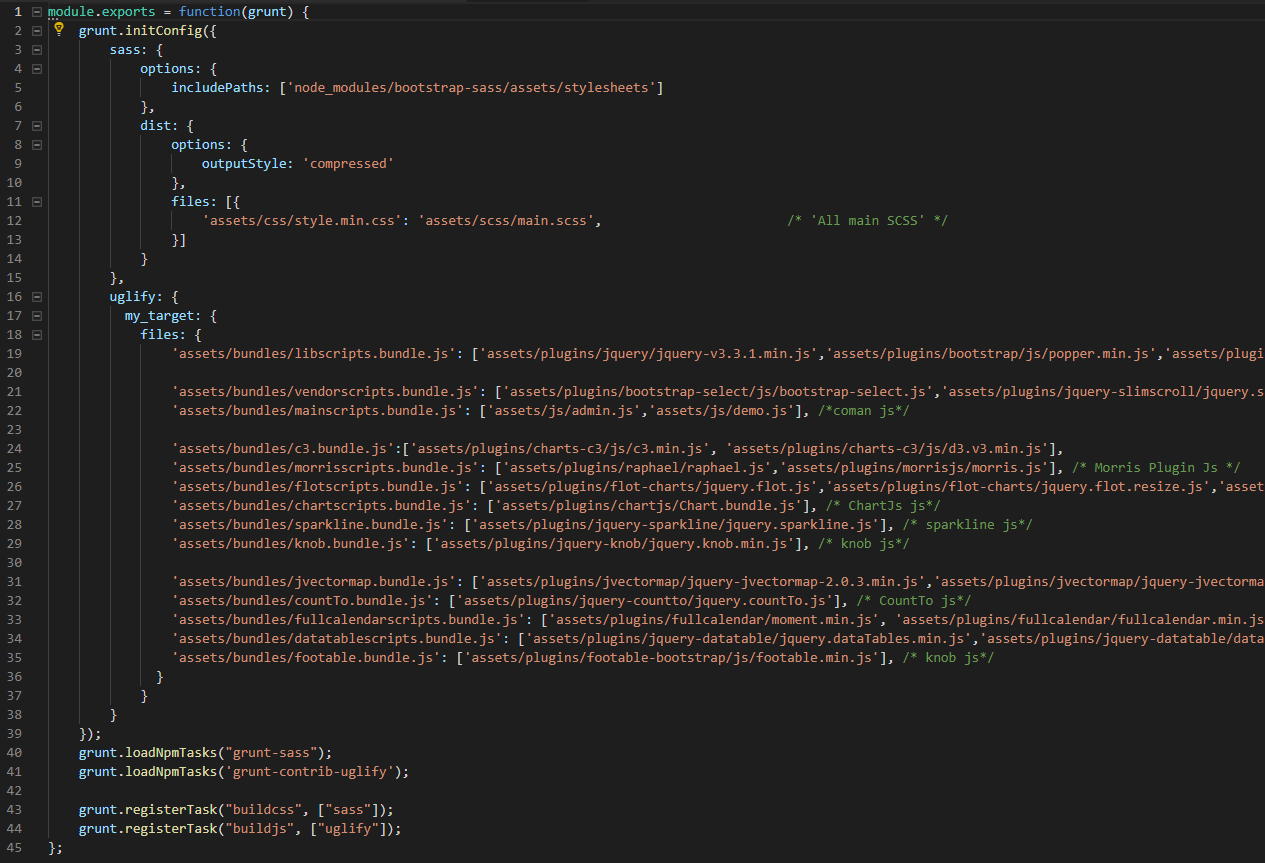 1 module.exports = function(grunt) {
2 grunt.initConfig({
3 sass: {
4 options: {
5 includePaths: ['node_modules/bootstrap-sass/assets/stylesheets']
6 },
7 dist: {
8 options: {
9 outputStyle: 'compressed'
10 },
11 files: [{
12 'assets/css/style.min.css': 'assets/scss/main.scss', /* 'All main SCSS' */
13 }]
14 }
15 },
16 uglify: {
17 my_target: {
18 files: {
19 'assets/bundles/libscripts.bundle.js': ['assets/plugins/jquery/jquery-v3.3.1.min.js','assets/plugins/bootstrap/js/popper.min.js','assets/plugi
20
21 'assets/bundles/vendorscripts.bundle.js': ['assets/plugins/bootstrap-select/js/bootstrap-select.js','assets/plugins/jquery-slimscroll/jquery.s
22 'assets/bundles/mainscripts.bundle.js': ['assets/js/admin.js','assets/js/demo.js'], /*coman js*/
23
24 'assets/bundles/c3.bundle.js':['assets/plugins/charts-c3/js/c3.min.js', 'assets/plugins/charts-c3/js/d3.v3.min.js'],
25 'assets/bundles/morrisscripts.bundle.js': ['assets/plugins/raphael/raphael.js','assets/plugins/morrisjs/morris.js'], /* Morris Plugin Js */
26 'assets/bundles/flotscripts.bundle.js': ['assets/plugins/flot-charts/jquery.flot.js','assets/plugins/flot-charts/jquery.flot.resize.js','asset
27 'assets/bundles/chartscripts.bundle.js': ['assets/plugins/chartjs/Chart.bundle.js'], /* ChartJs js*/
28 'assets/bundles/sparkline.bundle.js': ['assets/plugins/jquery-sparkline/jquery.sparkline.js'], /* sparkline js*/
29 'assets/bundles/knob.bundle.js': ['assets/plugins/jquery-knob/jquery.knob.min.js'], /* knob js*/
30
31 'assets/bundles/jvectormap.bundle.js': ['assets/plugins/jvectormap/jquery-jvectormap-2.0.3.min.js','assets/plugins/jvectormap/jquery-jvectorma
32 'assets/bundles/countTo.bundle.js': ['assets/plugins/jquery-countto/jquery.countTo.js'], /* CountTo js*/
33 'assets/bundles/fullcalendarscripts.bundle.js': ['assets/plugins/fullcalendar/moment.min.js', 'assets/plugins/fullcalendar/fullcalendar.min.js
34 'assets/bundles/datatablescripts.bundle.js': ['assets/plugins/jquery-datatable/jquery.dataTables.min.js','assets/plugins/jquery-datatable/data
35 'assets/bundles/footable.bundle.js': ['assets/plugins/footable-bootstrap/js/footable.min.js'], /* knob js*/
36 }
37 }
38 }
39 });
40 grunt.loadNpmTasks("grunt-sass");
41 grunt.loadNpmTasks('grunt-contrib-uglify');
42
43 grunt.registerTask("buildcss", ["sass"]);
44 grunt.registerTask("buildjs", ["uglify"]);
45 };